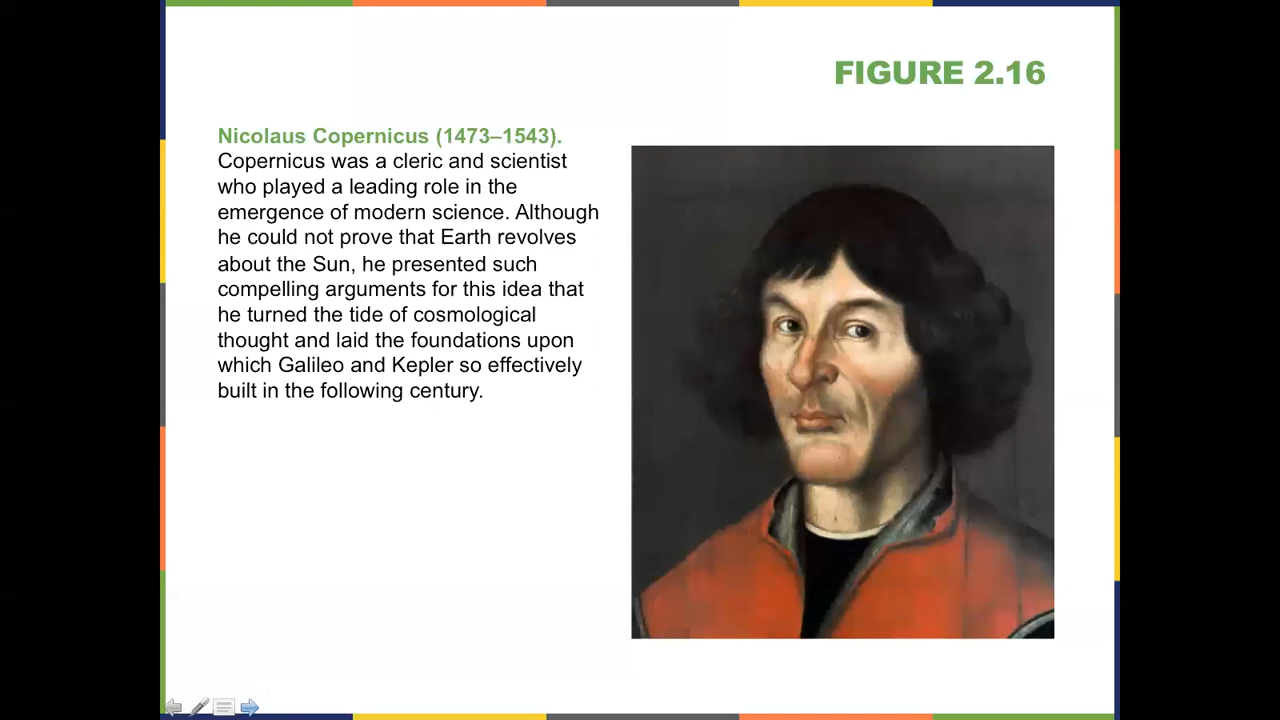 FIGURE 2.16
Nicolaus Copernicus (1473–1543).
Copernicus was a cleric and scientist
who played a leading role in the
emergence of modern science. Although
he could not prove that Earth revolves
about the Sun, he presented such
compelling arguments for this idea that
he turned the tide of cosmological
thought and laid the foundations upon
which Galileo and Kepler so effectively
built in the following century.